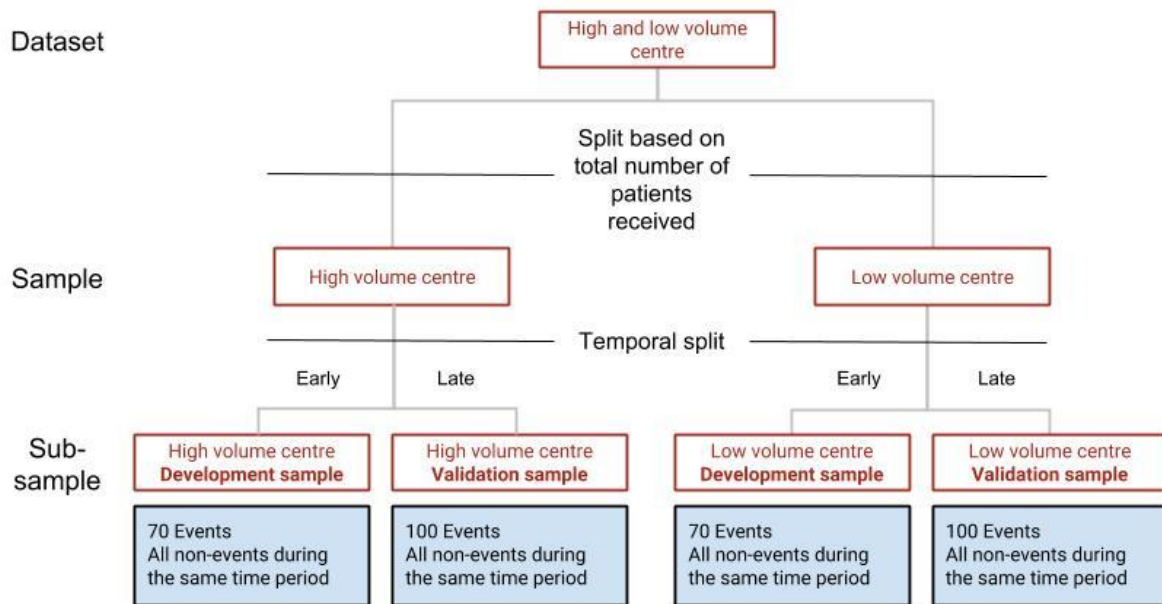 Dataset
High and low volume
centre
Split based on
total number of
patients
received
Sample
High volume centre
Low volume centre
Temporal split
Early
Late
Early
Late
Sub-
sample
High volume centre
Development sample
High volume centre
Validation sample
Low volume centre
Development sample
Low volume centre
Validation sample
70 Events
All non-events during
the same time period
100 Events
All non-events during
the same time period
70 Events
All non-events during
the same time period
100 Events
All non-events during
the same time period